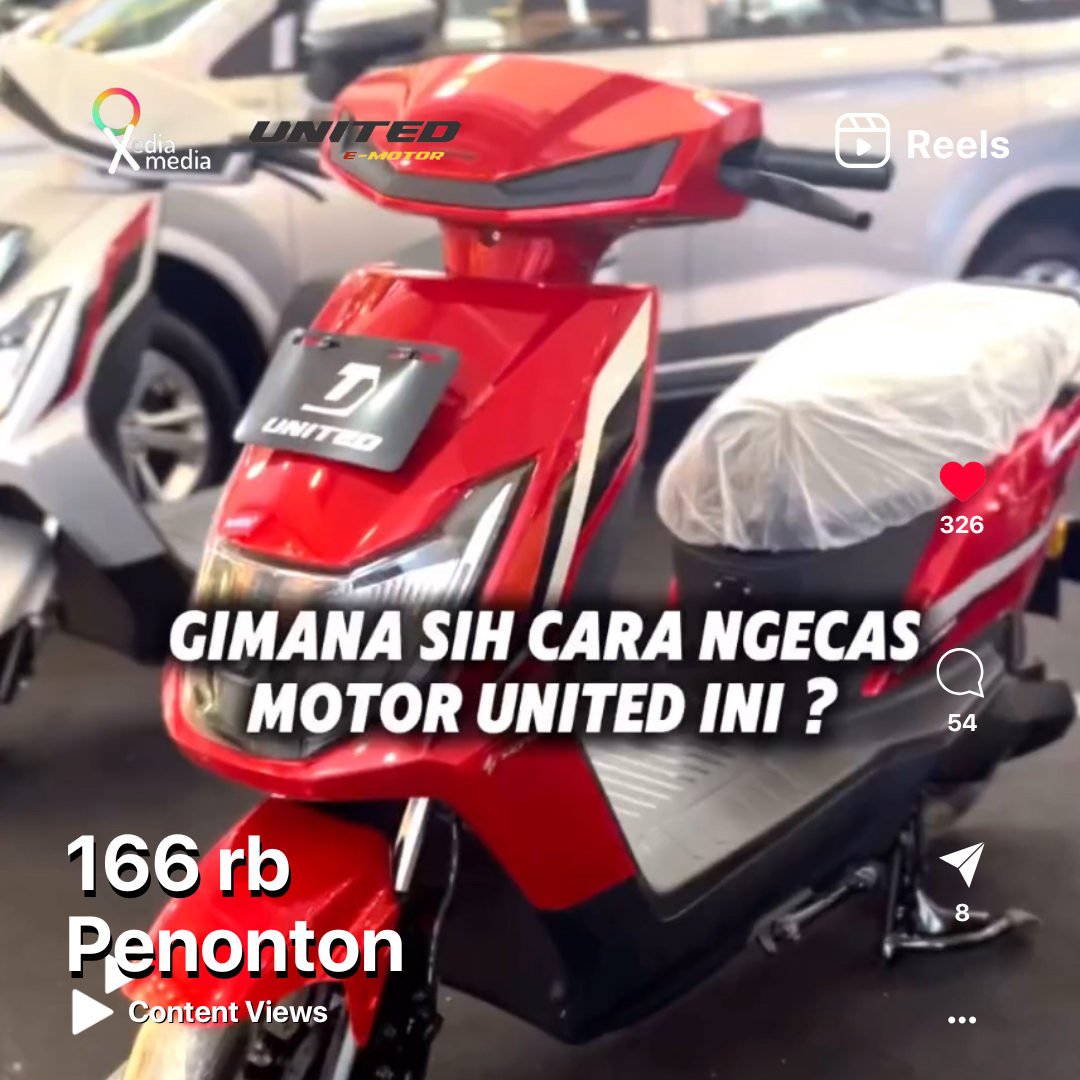 edia
media
UNITED
E-MOTOR
Reels
UNITED
326
GIMANA SIH CARA NGECAS
MOTOR UNITED INI ?
54
166 rb
Penonton
8
Content Views